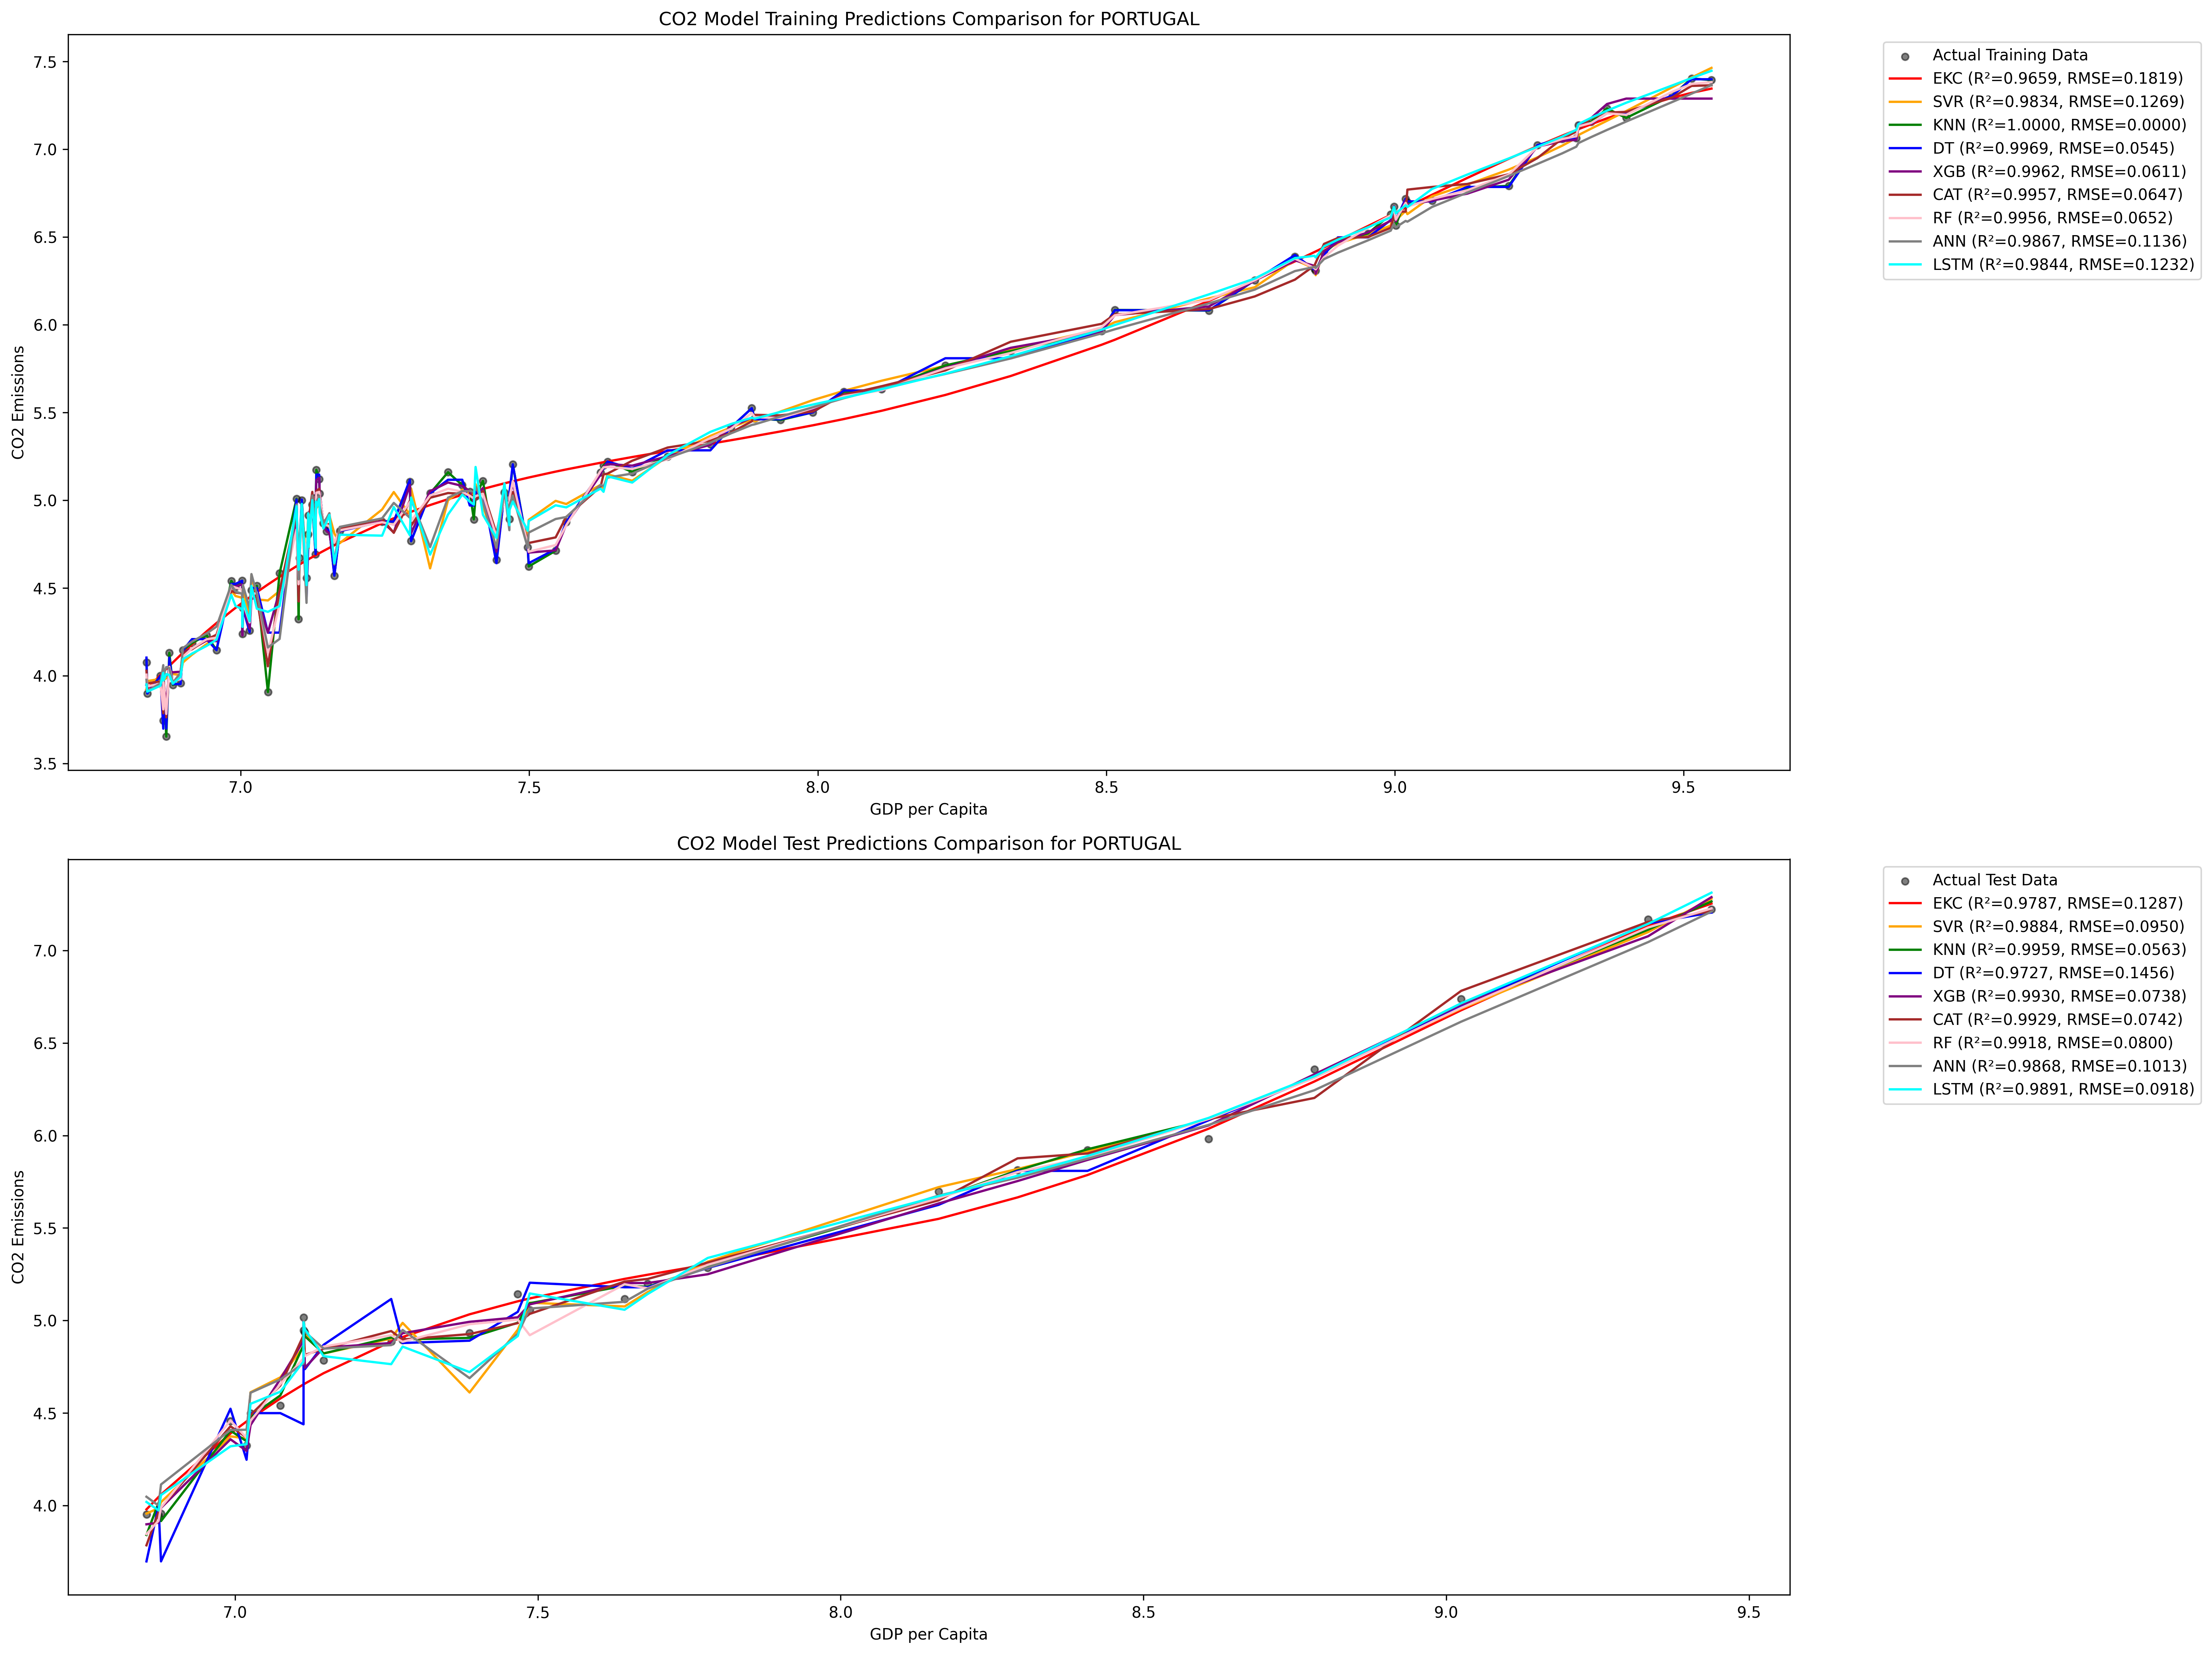 CO2 Model Training Predictions Comparison for PORTUGAL
7.5
7.0
6.5
6.0
5.5
5.0
4.5
4.0
3.5
CO2 Emissions
7.0 7.5 8.0 8.5 9.0 9.5
GDP per Capita
Actual Training Data
EKC (R²=0.9659, RMSE=0.1819)
SVR (R²=0.9834, RMSE=0.1269)
KNN (R²=1.0000, RMSE=0.0000)
DT (R²=0.9969, RMSE=0.0545)
XGB (R²=0.9962, RMSE=0.0611)
CAT (R²=0.9957, RMSE=0.0647)
RF (R²=0.9956, RMSE=0.0652)
ANN (R²=0.9867, RMSE=0.1136)
LSTM (R²=0.9844, RMSE=0.1232)
CO2 Model Test Predictions Comparison for PORTUGAL
7.0
6.5
6.0
5.5
5.0
4.5
4.0
CO2 Emissions
7.0 7.5 8.0 8.5 9.0 9.5
GDP per Capita
Actual Test Data
EKC (R²=0.9787, RMSE=0.1287)
SVR (R²=0.9884, RMSE=0.0950)
KNN (R²=0.9959, RMSE=0.0563)
DT (R²=0.9727, RMSE=0.1456)
XGB (R²=0.9930, RMSE=0.0738)
CAT (R²=0.9929, RMSE=0.0742)
RF (R²=0.9918, RMSE=0.0800)
ANN (R²=0.9868, RMSE=0.1013)
LSTM (R²=0.9891, RMSE=0.0918)